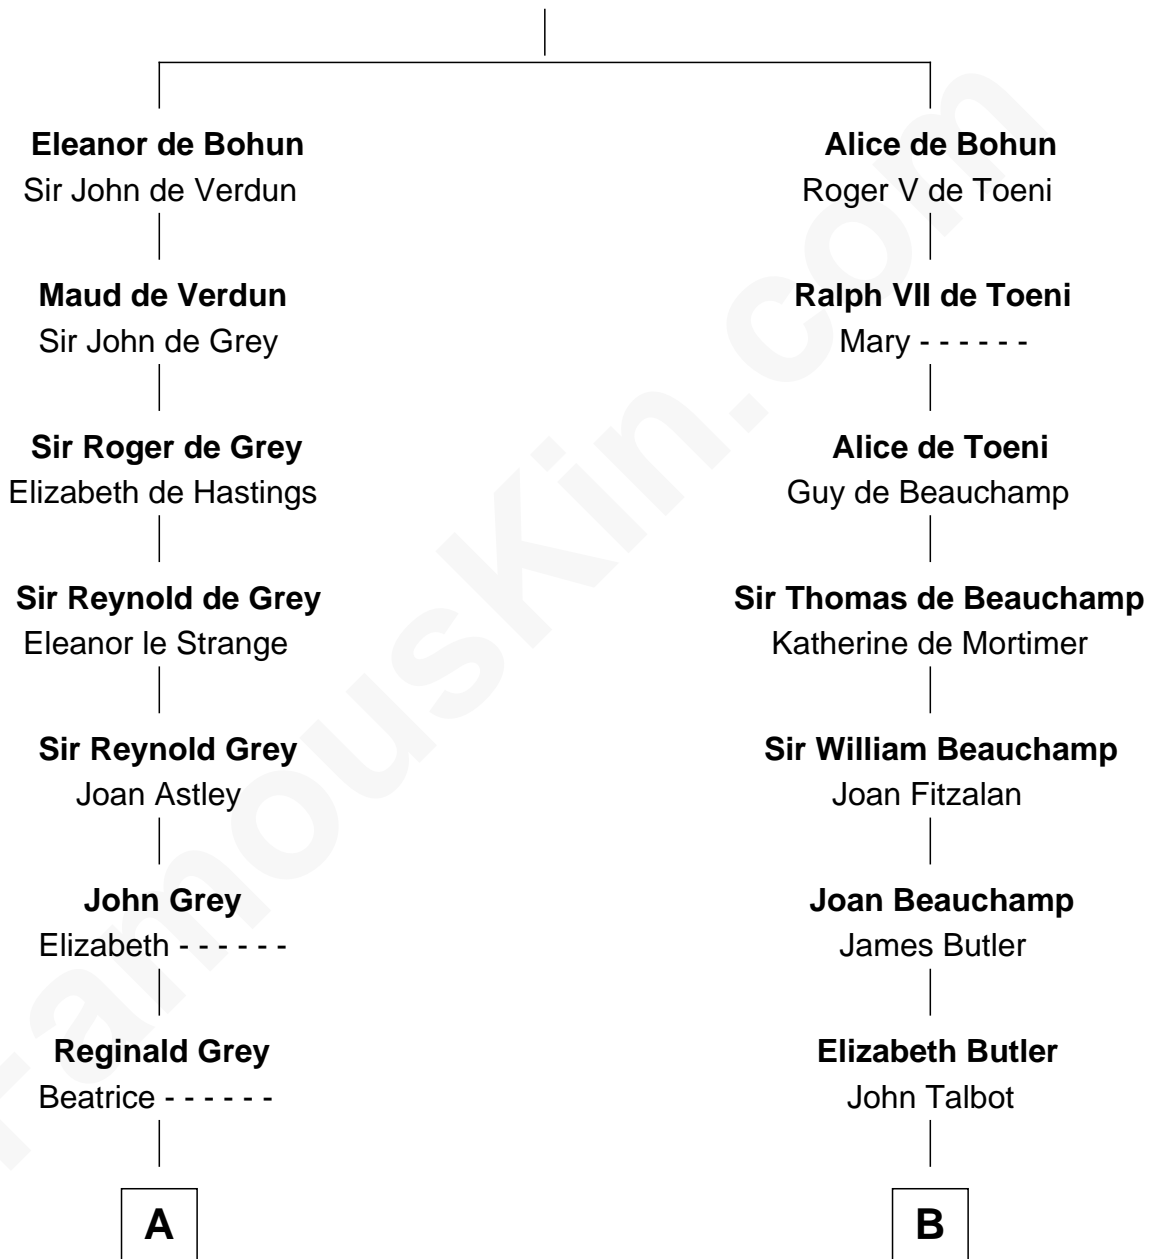 Eleanor de Bohun
Sir John de Verdun
Alice de Bohun
Roger V de Toeni
Maud de Verdun
Sir John de Grey
Ralph VII de Toeni
Mary - - - - - -
Sir Roger de Grey
Elizabeth de Hastings
Alice de Toeni
Guy de Beauchamp
Sir Reynold de Grey
Eleanor le Strange
Sir Thomas de Beauchamp
Katherine de Mortimer
Sir Reynold Grey
Joan Astley
Sir William Beauchamp
Joan Fitzalan
John Grey
Elizabeth - - - - - -
Joan Beauchamp
James Butler
Reginald Grey
Beatrice - - - - - -
Elizabeth Butler
John Talbot
A
B
FamousKin.com